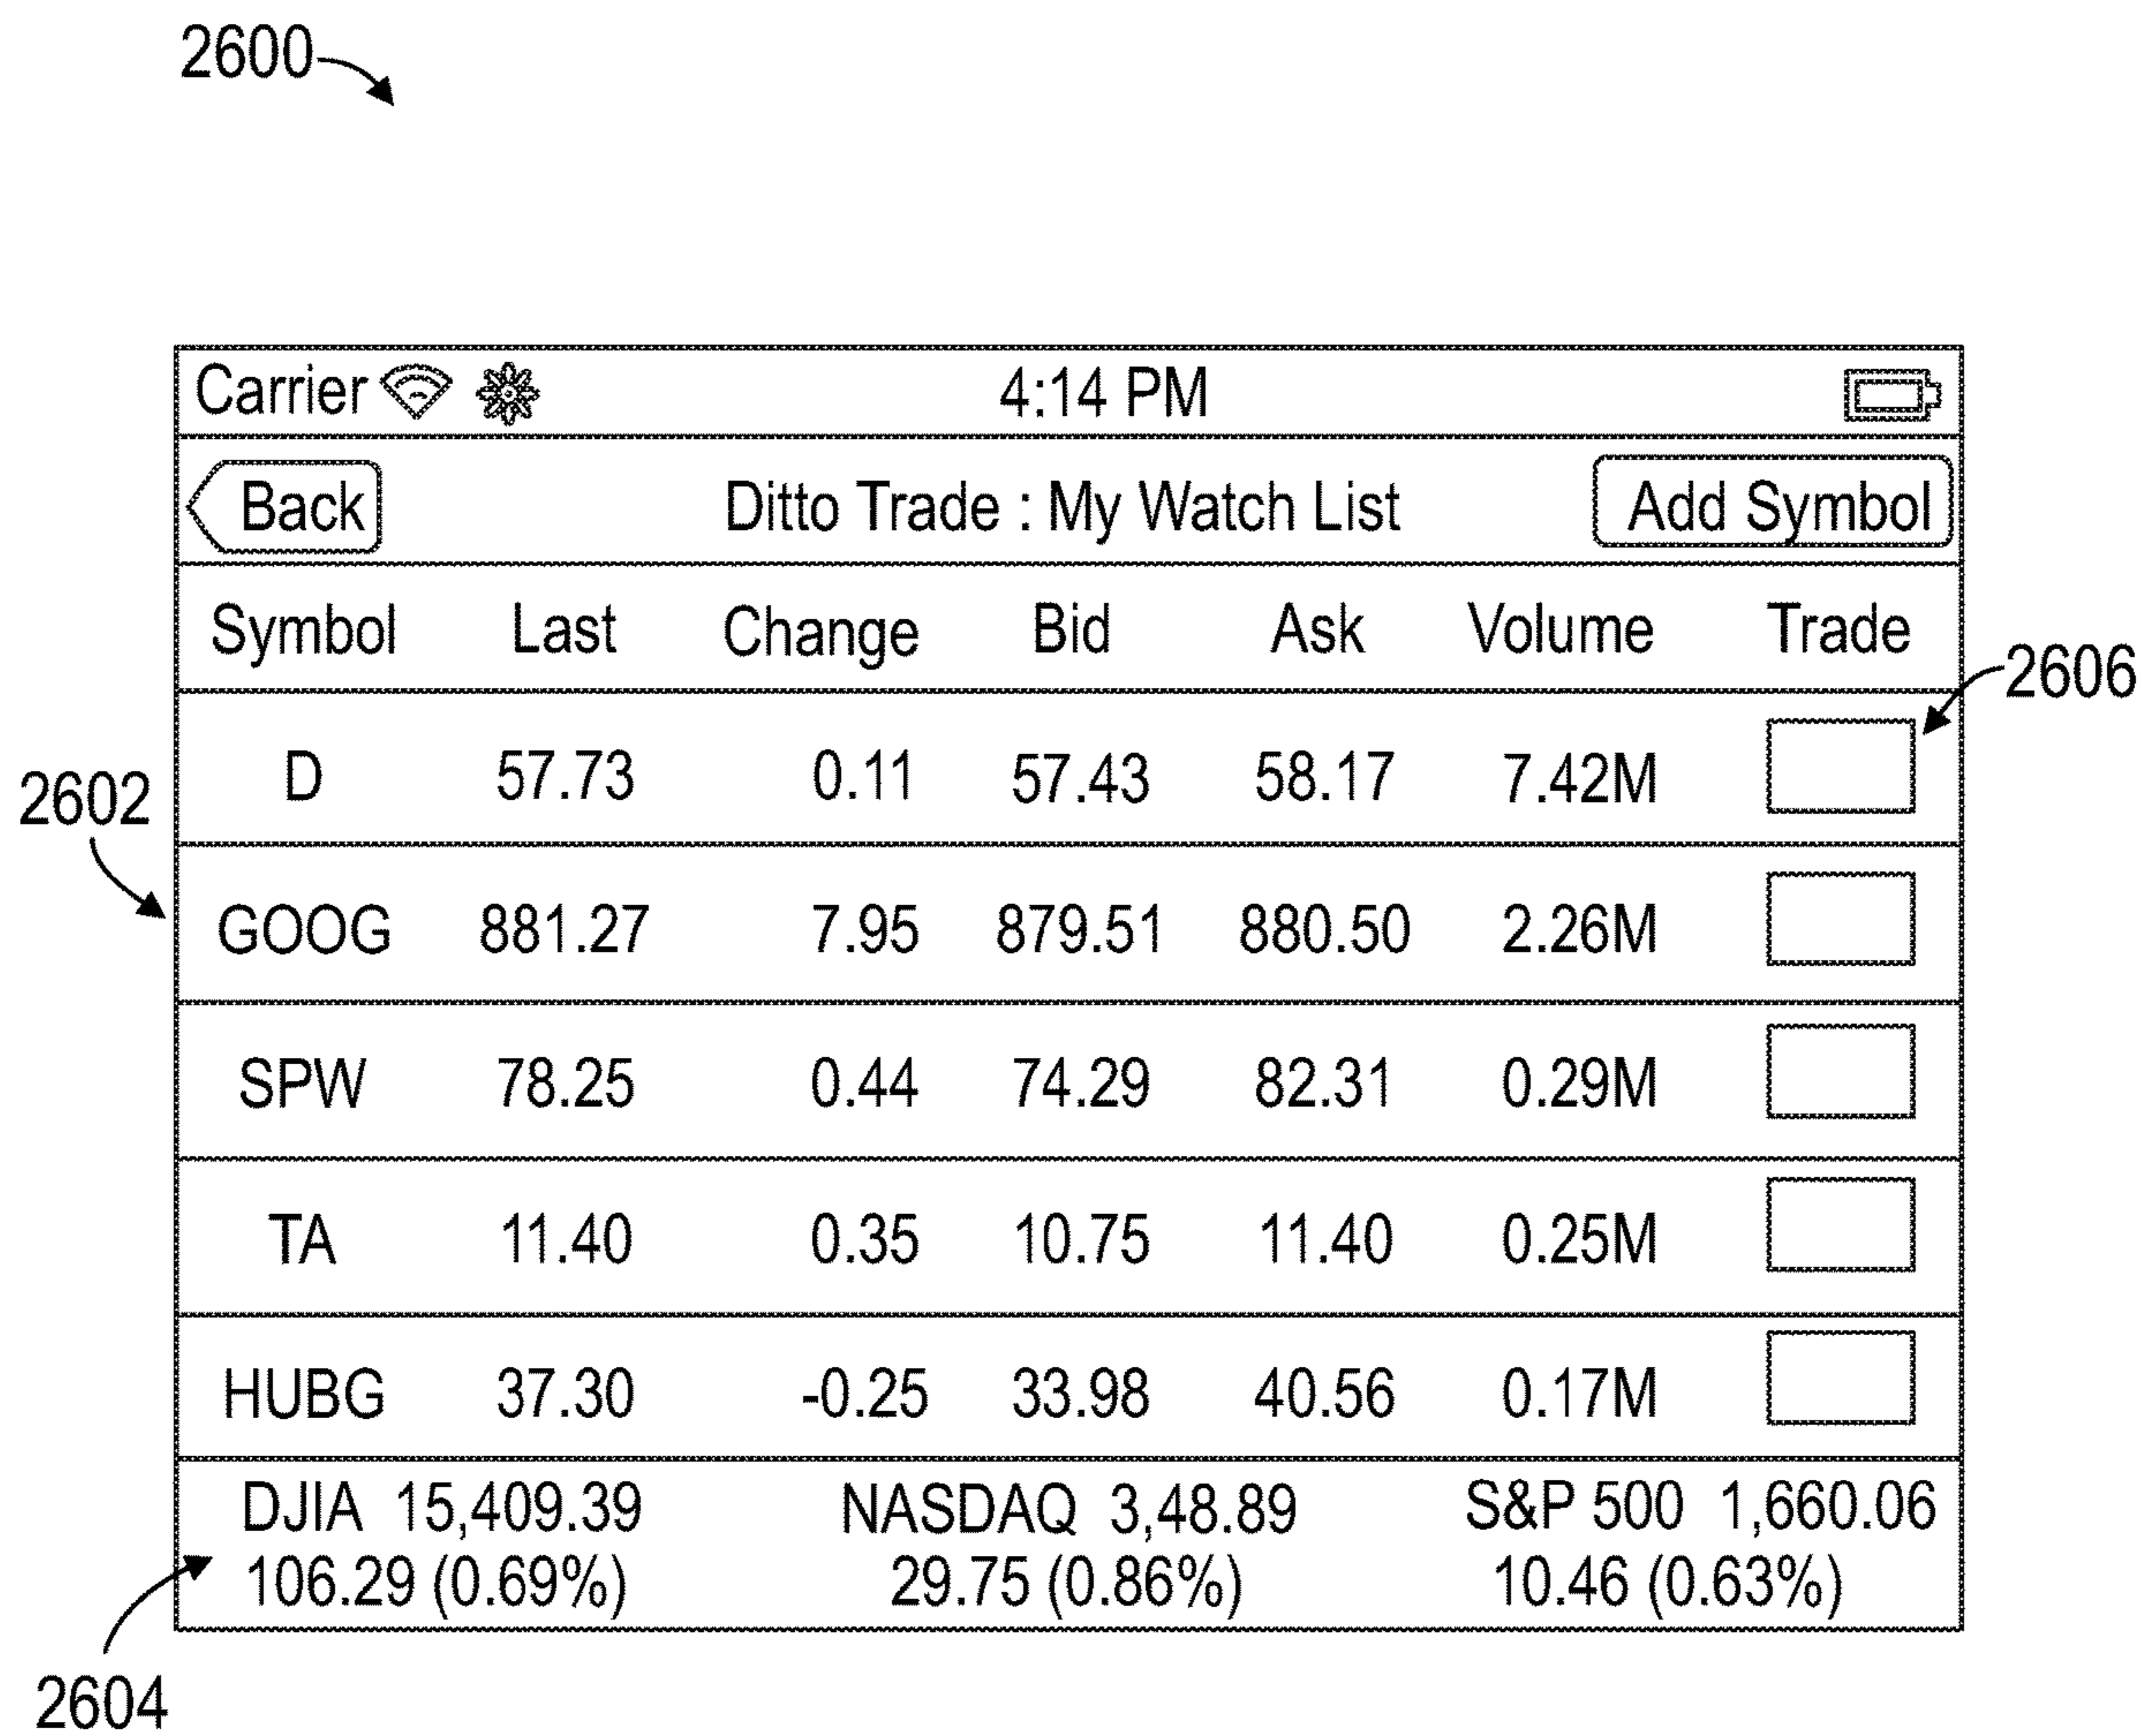 2600
Carrier 4:14 PM
Back Ditto Trade : My Watch List Add Symbol
Symbol Last Change Bid Ask Volume Trade
2606
D 57.73 0.11 57.43 58.17 7.42M
2602
GOOG 881.27 7.95 879.51 880.50 2.26M
SPW 78.25 0.44 74.29 82.31 0.29M
TA 11.40 0.35 10.75 11.40 0.25M
HUBG 37.30 -0.25 33.98 40.56 0.17M
DJIA 15,409.39 NASDAQ 3,48.89 S&P 500 1,660.06
106.29 (0.69%) 29.75 (0.86%) 10.46 (0.63%)
2604